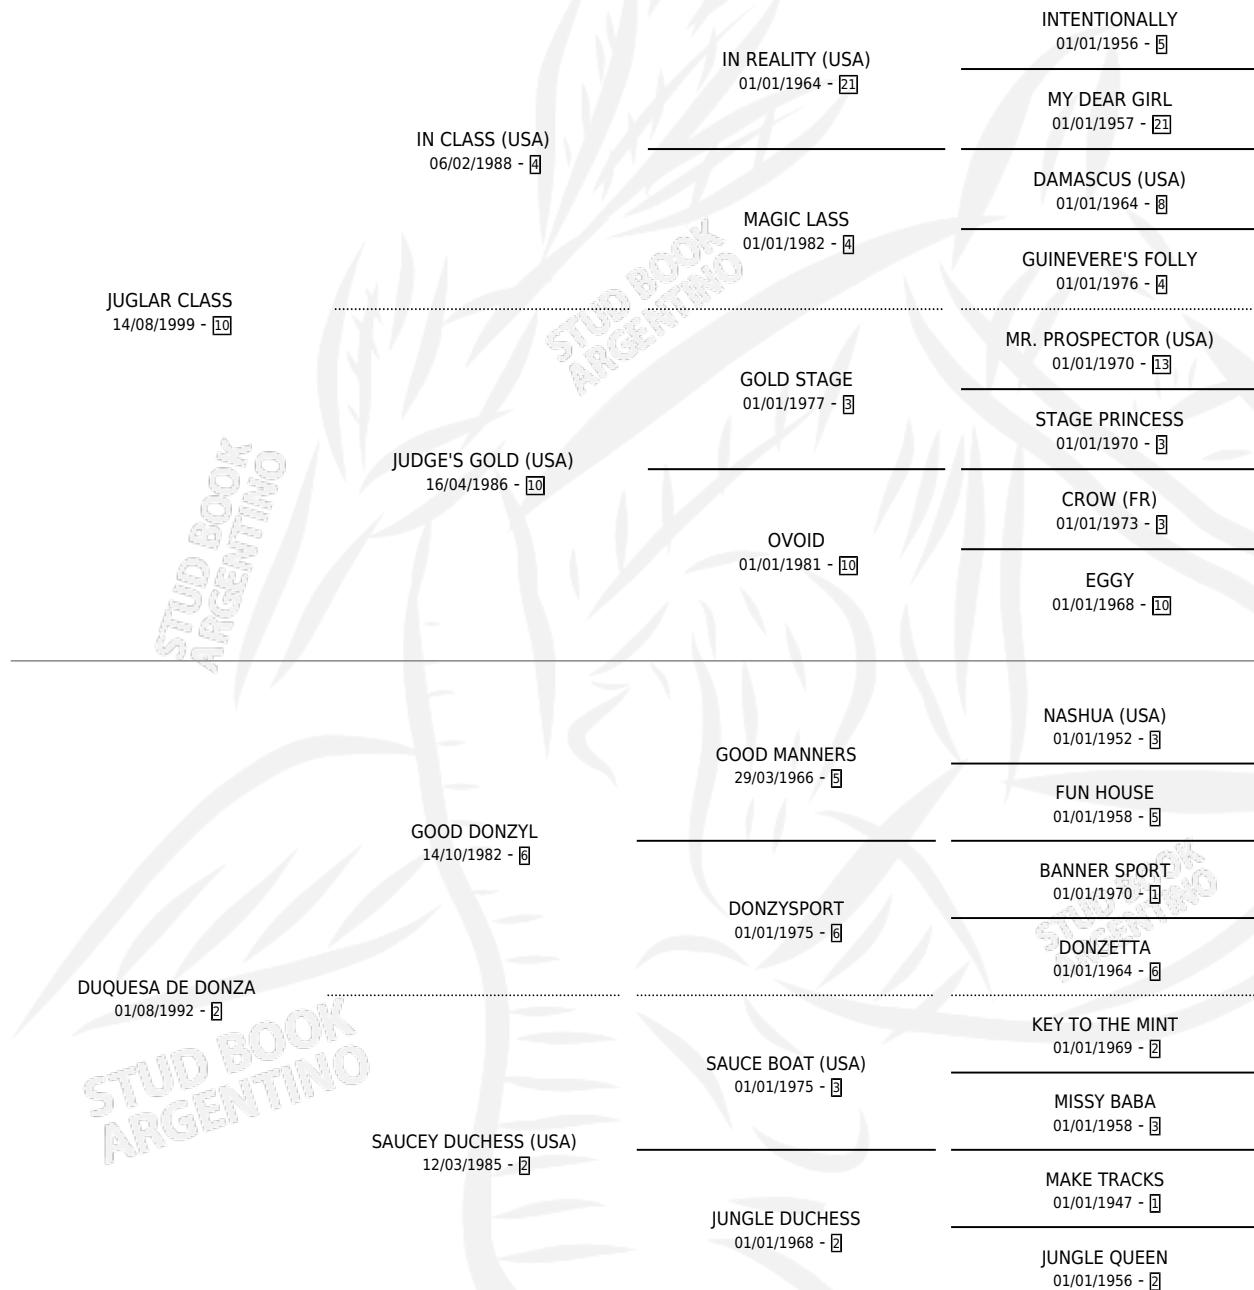 INTENTIONALLY
01/01/1956 - 5
IN REALITY (USA)
01/01/1964 - 21
MY DEAR GIRL
01/01/1957 - 21
IN CLASS (USA)
06/02/1988 - 4
DAMASCUS (USA)
01/01/1964 - 8
MAGIC LASS
01/01/1982 - 4
GUINEVERE'S FOLLY
01/01/1976 - 4
JUGLAR CLASS
14/08/1999 - 10
MR. PROSPECTOR (USA)
01/01/1970 - 13
GOLD STAGE
01/01/1977 - 3
STAGE PRINCESS
01/01/1970 - 3
JUDGE'S GOLD (USA)
16/04/1986 - 10
CROW (FR)
01/01/1973 - 3
OVOID
01/01/1981 - 10
EGGY
01/01/1968 - 10
NASHUA (USA)
01/01/1952 - 3
GOOD MANNERS
29/03/1966 - 5
FUN HOUSE
01/01/1958 - 5
GOOD DONZYL
14/10/1982 - 6
BANNER SPORT
01/01/1970 - 1
DONZYSPORT
01/01/1975 - 6
DONZETTA
01/01/1964 - 6
DUQUESA DE DONZA
01/08/1992 - 2
KEY TO THE MINT
01/01/1969 - 2
SAUCE BOAT (USA)
01/01/1975 - 3
MISSY BABA
01/01/1958 - 3
SAUCEY DUCHESS (USA)
12/03/1985 - 2
MAKE TRACKS
01/01/1947 - 1
JUNGLE DUCHESS
01/01/1968 - 2
JUNGLE QUEEN
01/01/1956 - 2
STUD BOOK
ARGENTINO
STUD BOOK
ARGENTINO
STUD BOOK
ARGENTINO
STUD BOOK
ARGENTINO